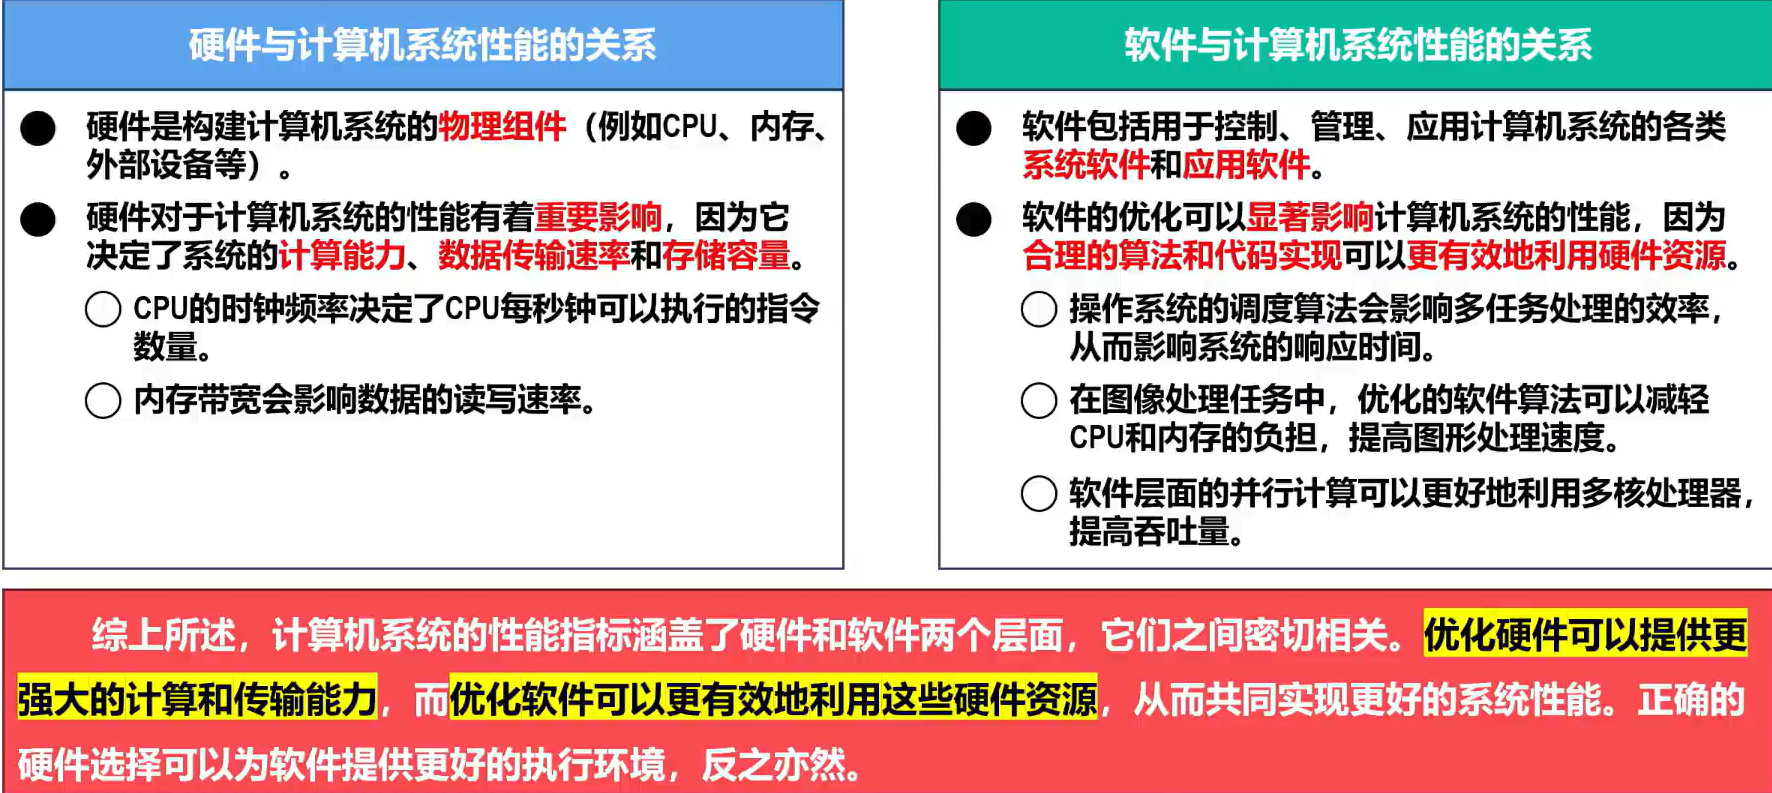 硬件与计算机系统性能的关系
硬件是构建计算机系统的物理组件（例如CPU、内存、
外部设备等）。
硬件对于计算机系统的性能有着重要影响，因为它
决定了系统的计算能力、数据传输速率和存储容量。
CPU的时钟频率决定了CPU每秒钟可以执行的指令
数量。
内存带宽会影响数据的读写速率。
软件与计算机系统性能的关系
软件包括用于控制、管理、应用计算机系统的各类
系统软件和应用软件。
软件的优化可以显著影响计算机系统的性能，因为
合理的算法和代码实现可以更有效地利用硬件资源。
操作系统的调度算法会影响多任务处理的效率，
从而影响系统的响应时间。
在图像处理任务中，优化的软件算法可以减轻
CPU和内存的负担，提高图形处理速度。
软件层面的并行计算可以更好地利用多核处理器，
提高吞吐量。
综上所述，计算机系统的性能指标涵盖了硬件和软件两个层面，它们之间密切相关。优化硬件可以提供更
强大的计算和传输能力，而优化软件可以更有效地利用这些硬件资源，从而共同实现更好的系统性能。正确的
硬件选择可以为软件提供更好的执行环境，反之亦然。